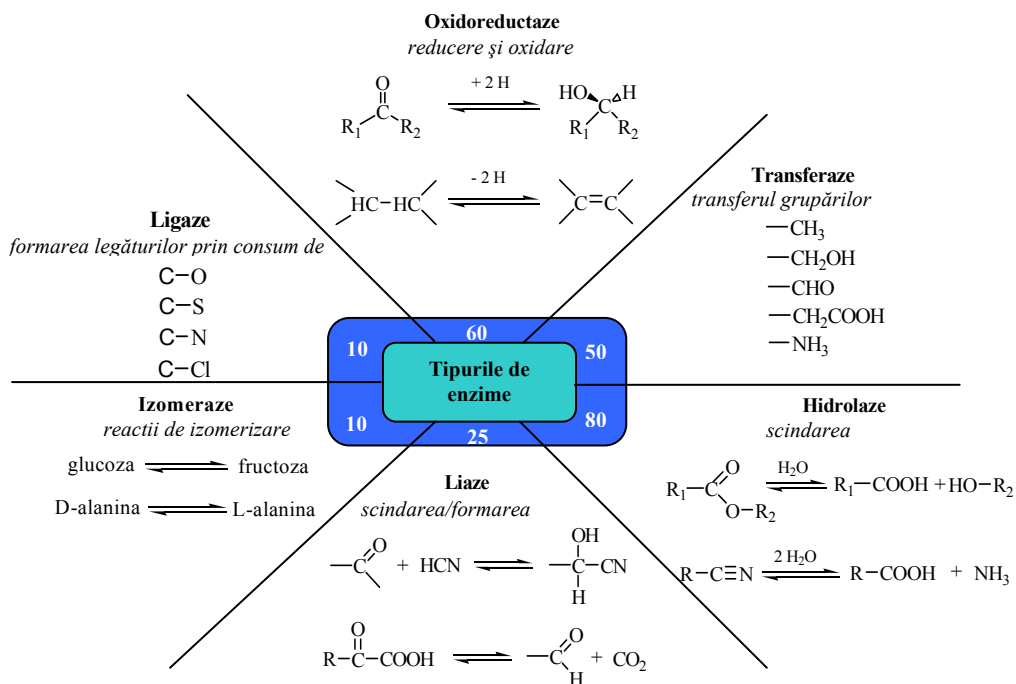 Oxidoreductaze
reducere şi oxidare
O
C
R1 R2
+ 2 H
HO H
C
R1 R2
HC–HC
- 2 H
C=C
Transferaze
transferul grupărilor
–CH3
–CH2OH
–CHO
–CH2COOH
–NH3
Ligaze
formarea legăturilor prin consum de
C–O
C–S
C–N
C–Cl
10
60
50
10
25
80
Tipurile de
enzime
Izomeraze
reactii de izomerizare
glucoza ⇌ fructoza
D-alanina ⇌ L-alanina
Liaze
scindarea/formarea
O
C + HCN ⇌ C–CN
OH
H
O
R–C–COOH ⇌ C + CO2
O
H
Hidrolaze
scindarea
O
R1–C
O–R2
H2O
R1–COOH + HO–R2
R–C≡N
2 H2O
R–COOH + NH3